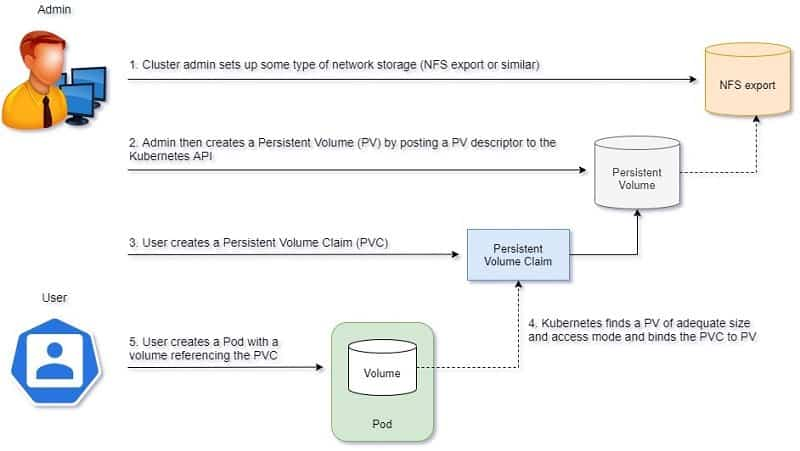 Admin
1. Cluster admin sets up some type of network storage (NFS export or similar)
NFS export
2. Admin then creates a Persistent Volume (PV) by posting a PV descriptor to the
Kubernetes API
Persistent
Volume
3. User creates a Persistent Volume Claim (PVC)
Persistent
Volume Claim
User
4. Kubernetes finds a PV of adequate size
and access mode and binds the PVC to PV
5. User creates a Pod with a
volume referencing the PVC
Volume
Pod